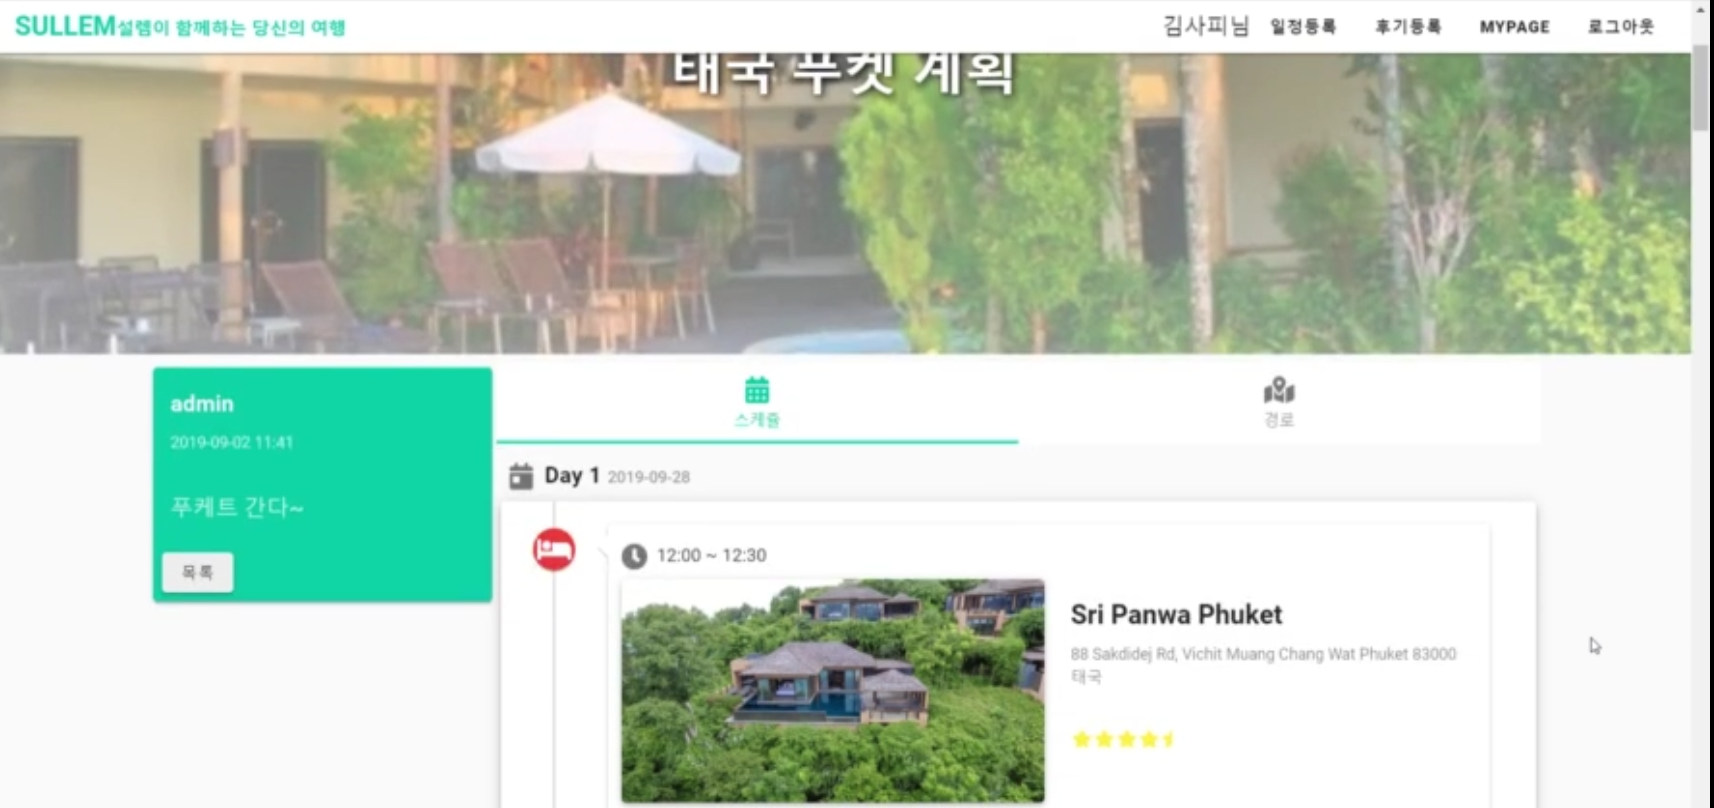 SULLEM설렘이 함께하는 당신의 여행
김사피님 일정등록 후기등록 MYPAGE 로그아웃
태국 푸켓 계획
admin
2019-09-02 11:41
푸케트 간다~
목록
스케쥴
경로
Day 1 2019-09-28
12:00 ~ 12:30
Sri Panwa Phuket
88 Sakdidej Rd, Vichit Muang Chang Wat Phuket 83000
태국